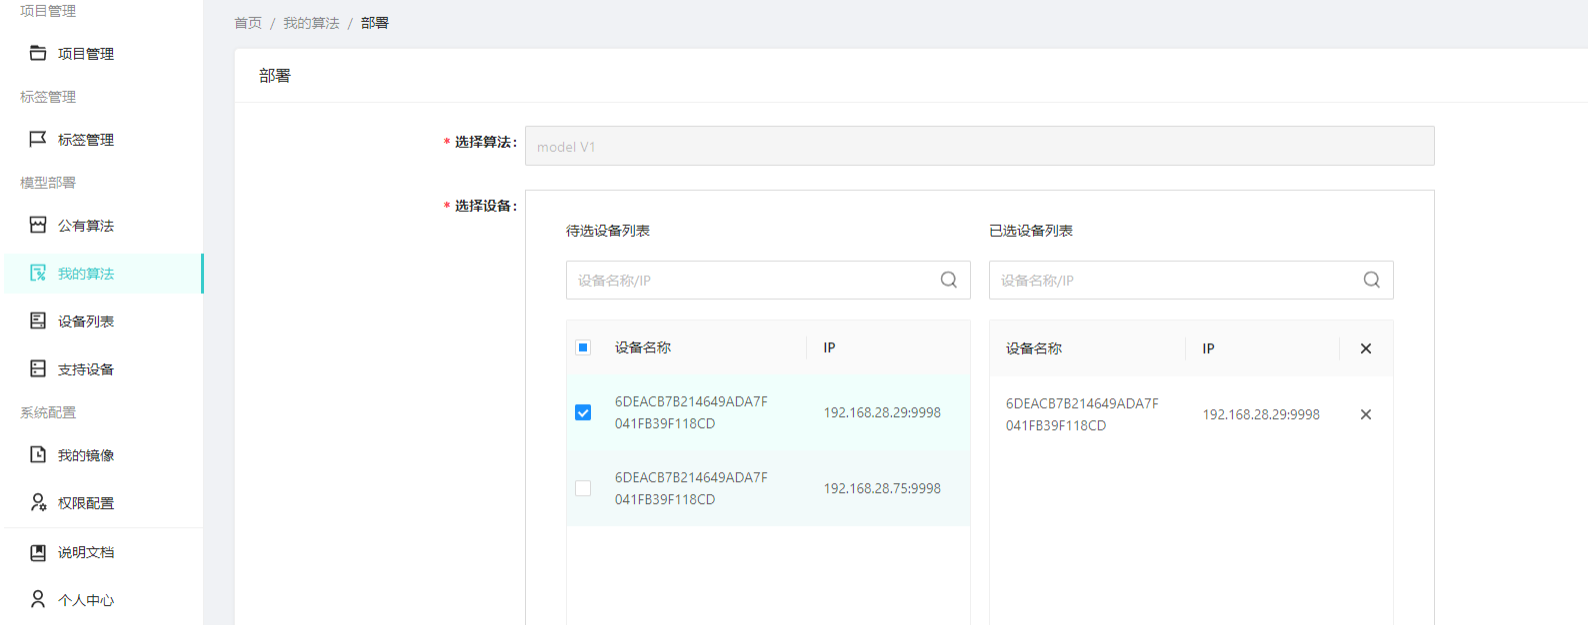 项目管理
项目管理
标签管理
标签管理
模型部署
公有算法
我的算法
设备列表
支持设备
系统配置
我的镜像
权限配置
说明文档
个人中心
首页 / 我的算法 / 部署
部署
* 选择算法：
model V1
* 选择设备：
待选设备列表
设备名称/IP
设备名称 IP
6DEACB7B214649ADA7F
041FB39F118CD
192.168.28.29:9998
6DEACB7B214649ADA7F
041FB39F118CD
192.168.28.75:9998
已选设备列表
设备名称/IP
设备名称 IP
6DEACB7B214649ADA7F
041FB39F118CD
192.168.28.29:9998